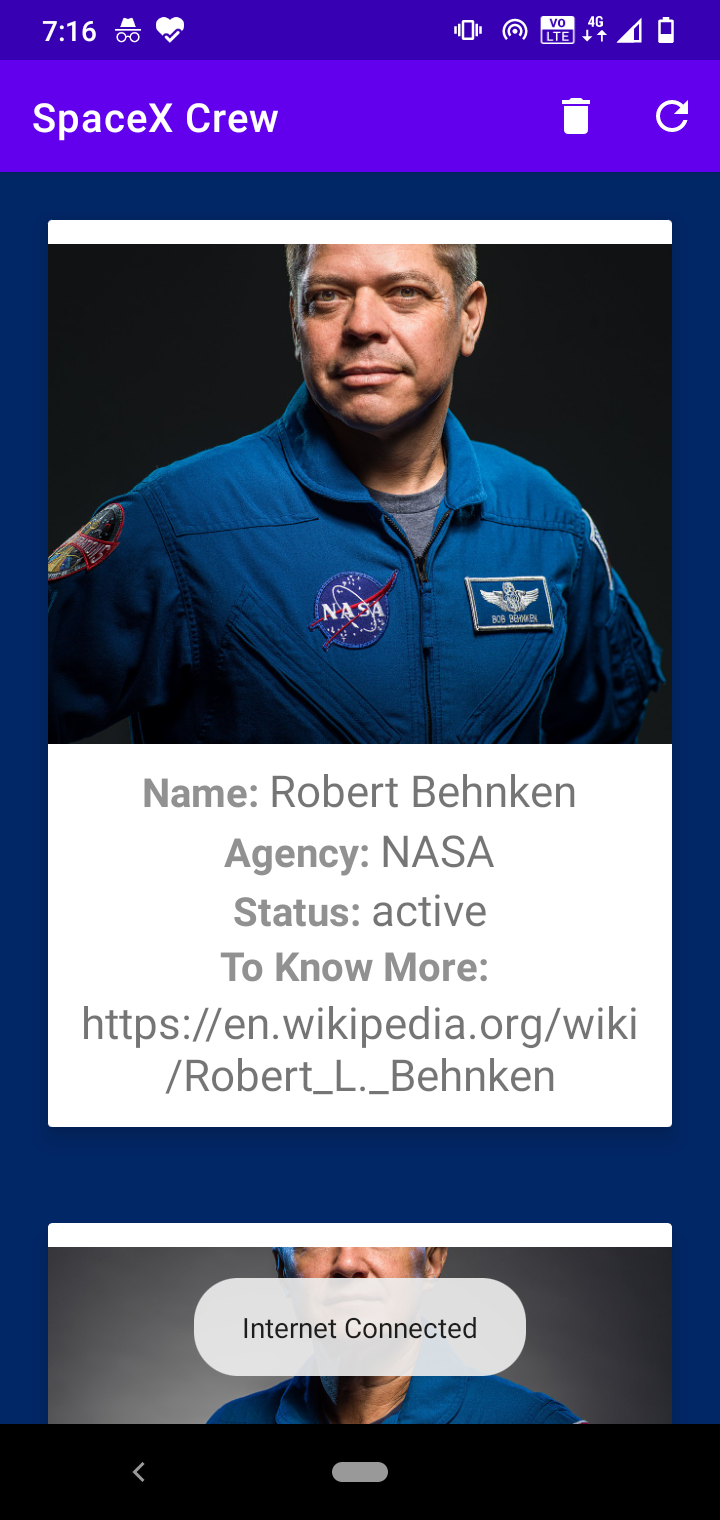 7:16
VO
LTE
4G
SpaceX Crew
NASA
BOB BEHNKEN
Name: Robert Behnken
Agency: NASA
Status: active
To Know More:
https://en.wikipedia.org/wiki
/Robert_L._Behnken
Internet Connected